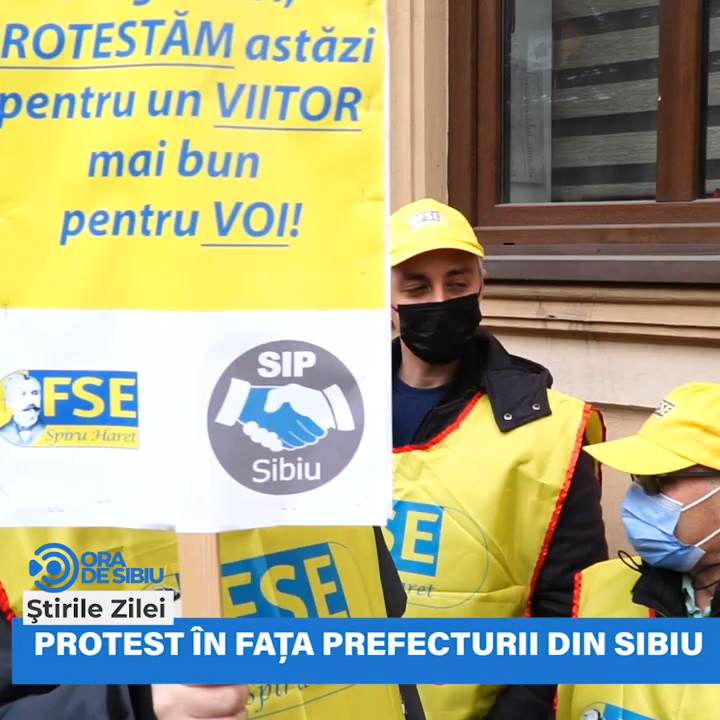 PROTESTĂM astăzi
pentru un VIITOR
mai bun
pentru VOI!
FSE
Spiru Haret
SIP
Sibiu
FSE
FSE
ORA
DE SIBIU
Știrile Zilei
PROTEST ÎN FAȚA PREFECTURII DIN SIBIU